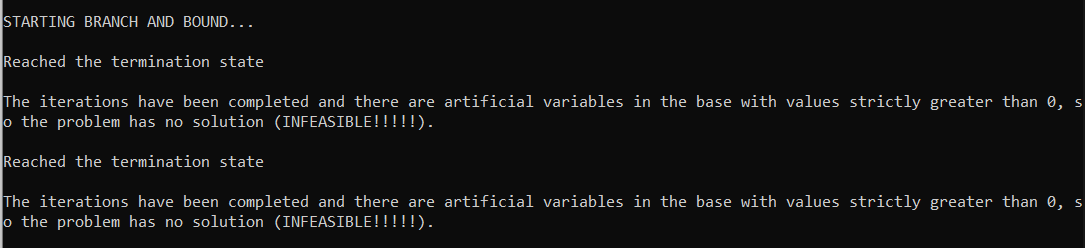 STARTING BRANCH AND BOUND...
Reached the termination state
The iterations have been completed and there are artificial variables in the base with values strictly greater than 0, s
o the problem has no solution (INFEASIBLE!!!!!).
Reached the termination state
The iterations have been completed and there are artificial variables in the base with values strictly greater than 0, s
o the problem has no solution (INFEASIBLE!!!!!).